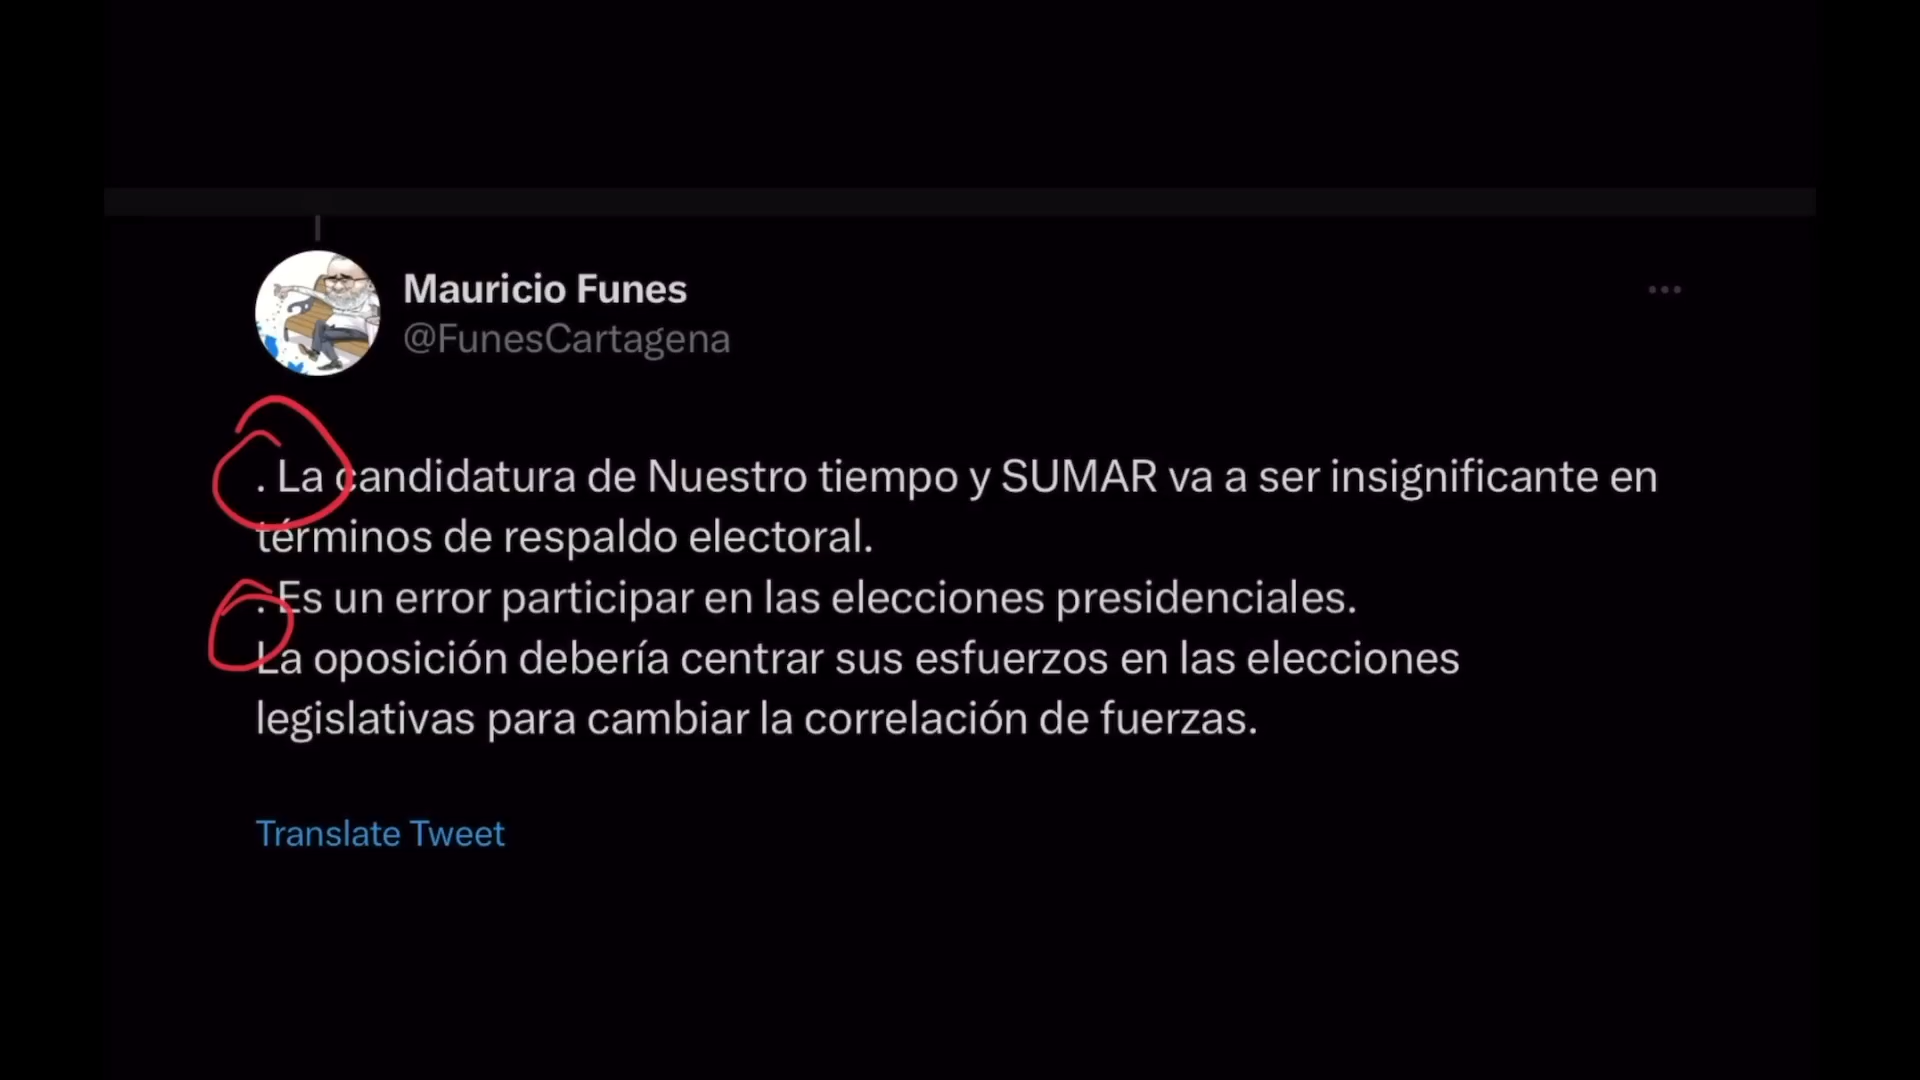 Mauricio Funes
@FunesCartagena
. La candidatura de Nuestro tiempo y SUMAR va a ser insignificante en
términos de respaldo electoral.
. Es un error participar en las elecciones presidenciales.
La oposición debería centrar sus esfuerzos en las elecciones
legislativas para cambiar la correlación de fuerzas.
Translate Tweet